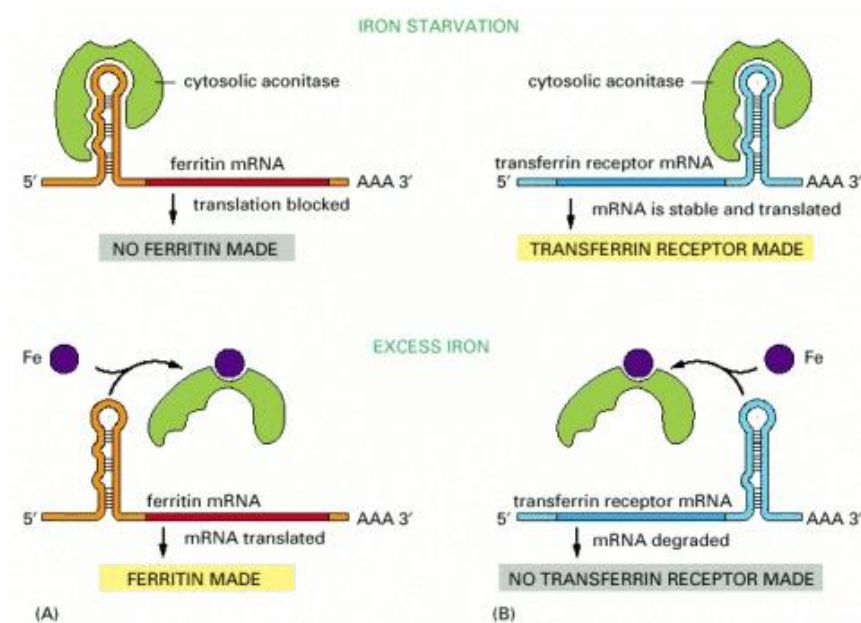 IRON STARVATION
cytosolic aconitase
ferritin mRNA
5′
AAA 3′
translation blocked
NO FERRITIN MADE
cytosolic aconitase
transferrin receptor mRNA
5′
AAA 3′
mRNA is stable and translated
TRANSFERRIN RECEPTOR MADE
EXCESS IRON
Fe
ferritin mRNA
5′
AAA 3′
mRNA translated
FERRITIN MADE
(A)
Fe
transferrin receptor mRNA
5′
AAA 3′
mRNA degraded
NO TRANSFERRIN RECEPTOR MADE
(B)